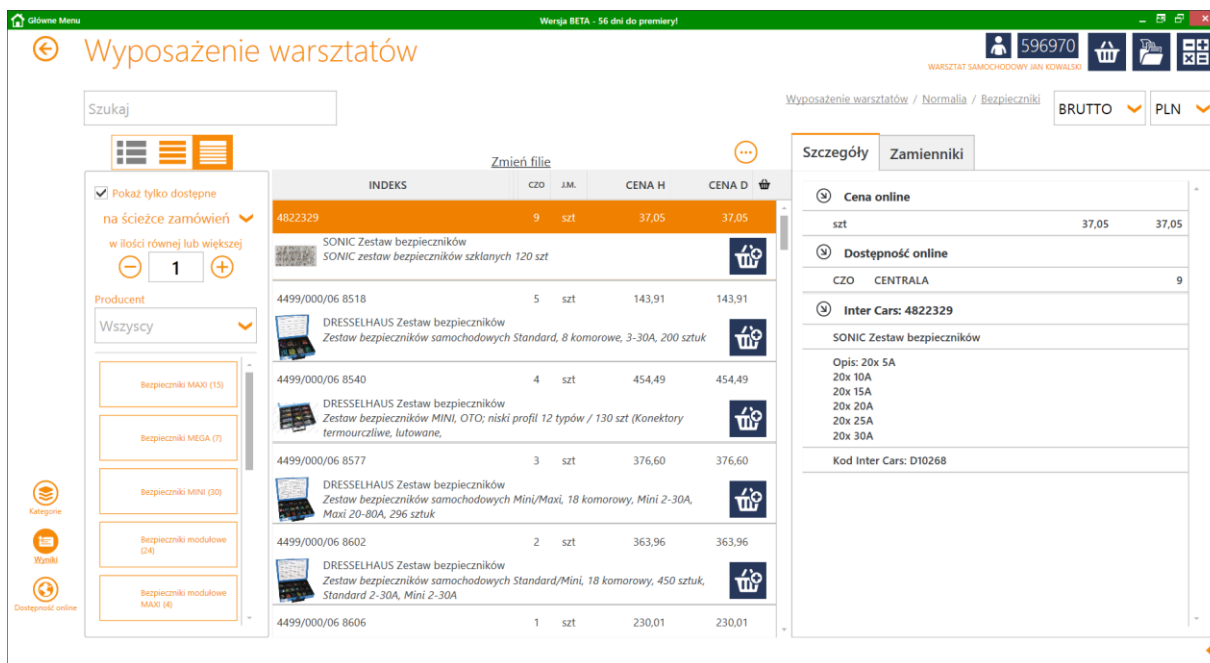 Główne Menu
Wersja BETA - 56 dni do premiery!
Wyposażenie warsztatów
596970
WARSZTAT SAMOCHODOWY JAN KOWALSKI
Szukaj
Wyposażenie warsztatów / Normalia / Bezpieczniki
BRUTTO
PLN
Zmień filie
Pokaż tylko dostępne
na ścieżce zamówień
w ilości równej lub większej
1
Producent
Wszyscy
Bezpieczniki MAXI (15)
Bezpieczniki MEGA (7)
Bezpieczniki MINI (30)
Bezpieczniki modułowe
(24)
Bezpieczniki modułowe
MAXI (4)
Kategorie
Wyniki
Dostępność online
INDEKS CZO J.M. CENA H CENA D
4822329 9 szt 37,05 37,05
SONIC Zestaw bezpieczników
SONIC zestaw bezpieczników szklanych 120 szt
4499/000/06 8518 5 szt 143,91 143,91
DRESSELHAUS Zestaw bezpieczników
Zestaw bezpieczników samochodowych Standard, 8 komorowe, 3-30A, 200 sztuk
4499/000/06 8540 4 szt 454,49 454,49
DRESSELHAUS Zestaw bezpieczników
Zestaw bezpieczników MINI, OTO; niski profil 12 typów / 130 szt (Konektory
termourczliwe, lutowane,
4499/000/06 8577 3 szt 376,60 376,60
DRESSELHAUS Zestaw bezpieczników
Zestaw bezpieczników samochodowych Mini/Maxi, 18 komorowy, Mini 2-30A,
Maxi 20-80A, 296 sztuk
4499/000/06 8602 2 szt 363,96 363,96
DRESSELHAUS Zestaw bezpieczników
Zestaw bezpieczników samochodowych Standard/Mini, 18 komorowy, 450 sztuk,
Standard 2-30A, Mini 2-30A
4499/000/06 8606 1 szt 230,01 230,01
Szczegóły Zamienniki
Cena online
szt 37,05 37,05
Dostępność online
CZO CENTRALA 9
Inter Cars: 4822329
SONIC Zestaw bezpieczników
Opis: 20x 5A
20x 10A
20x 15A
20x 20A
20x 25A
20x 30A
Kod Inter Cars: D10268